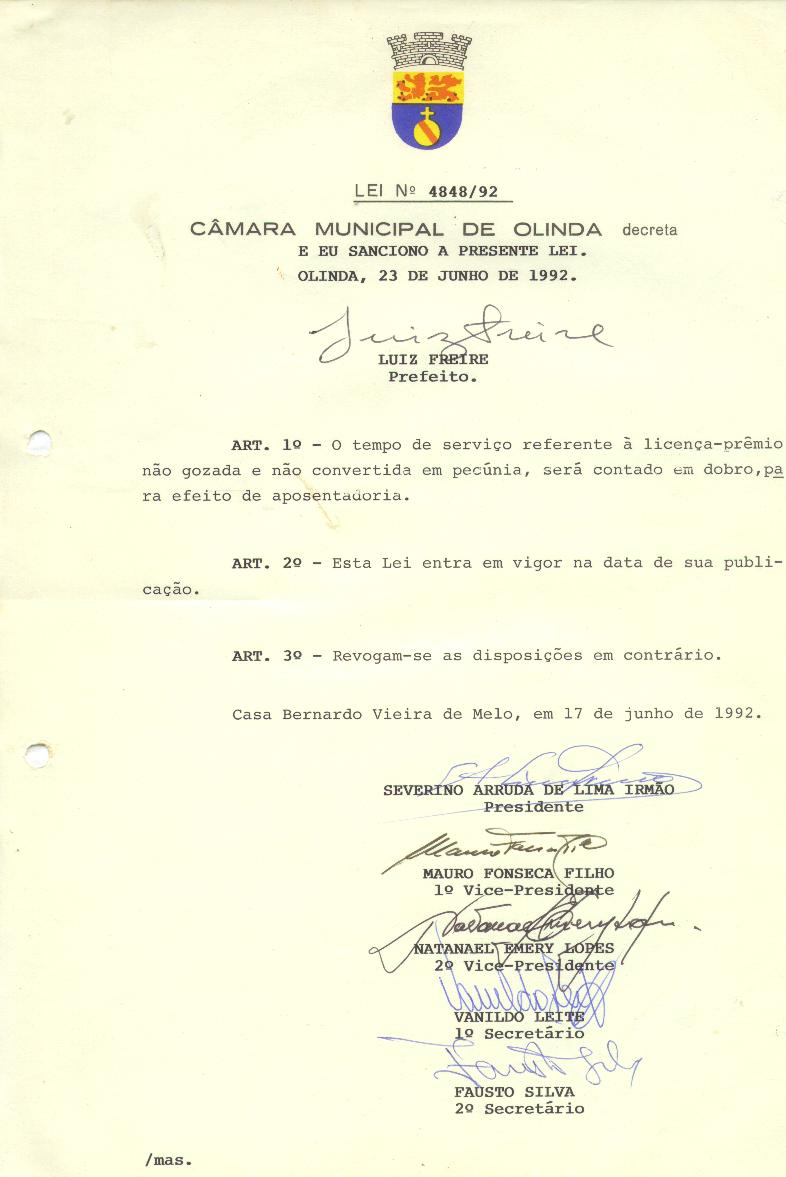 LEI Nº 4848/92
CÂMARA MUNICIPAL DE OLINDA decreta
E EU SANCIONO A PRESENTE LEI.
OLINDA, 23 DE JUNHO DE 1992.
Luiz Freire
LUIZ FREIRE
Prefeito.
ART. 1º - O tempo de serviço referente à licença-prêmio
não gozada e não convertida em pecúnia, será contado em dobro,pa
ra efeito de aposentadoria.
ART. 2º - Esta Lei entra em vigor na data de sua publi-
cação.
ART. 3º - Revogam-se as disposições em contrário.
Casa Bernardo Vieira de Melo, em 17 de junho de 1992.
SEVERINO ARRUDA DE LIMA IRMÃO
Presidente
MAURO FONSECA FILHO
1º Vice-Presidente
NATANAEL EMERY LOPES
2º Vice-Presidente
VANILDO LEITE
1º Secretário
FAUSTO SILVA
2º Secretário
/mas.